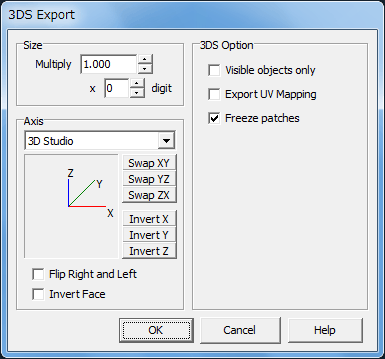 3DS Export
Size
Multiply 1.000
x 0 digit
Axis
3D Studio
Z
Y
X
Swap XY
Swap YZ
Swap ZX
Invert X
Invert Y
Invert Z
Flip Right and Left
Invert Face
3DS Option
Visible objects only
Export UV Mapping
Freeze patches
OK Cancel Help